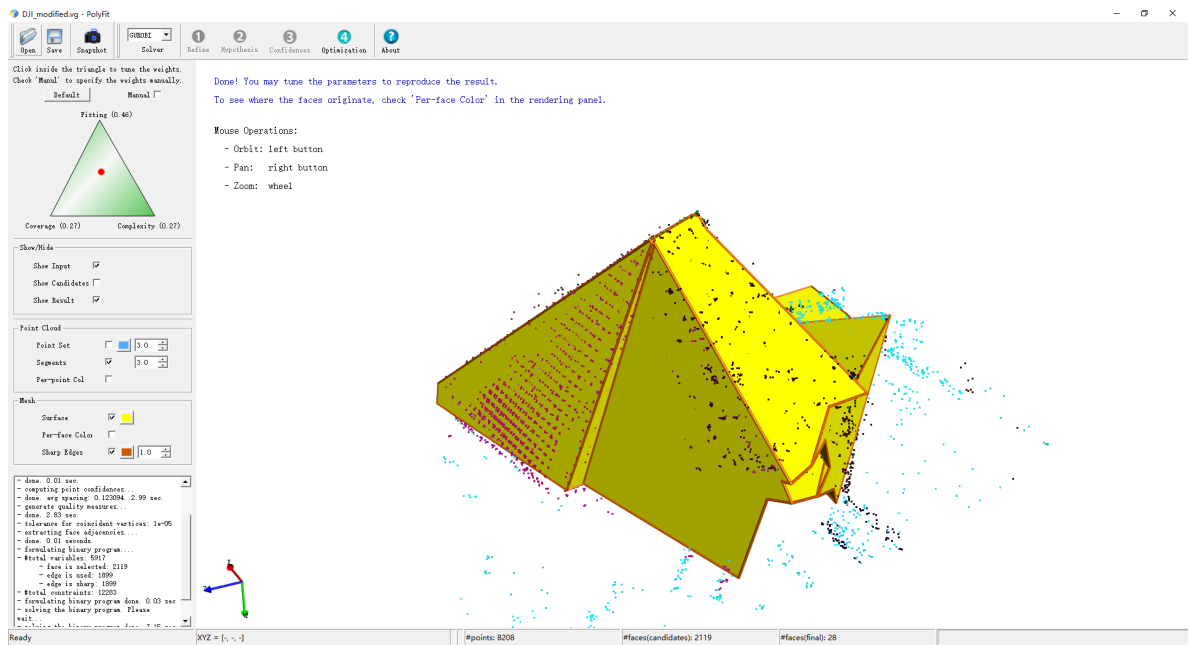 DJI_modified.vg - PolyFit
Open Save Snapshot GUROBI Solver 1 Refine 2 Hypothesis 3 Confidences 4 Optimization ? About
Click inside the triangle to tune the weights.
Check 'Manul' to specify the weights manually.
Default Manual
Fitting (0.46)
Coverage (0.27) Complexity (0.27)
Show/Hide
Show Input
Show Candidates
Show Result
Point Cloud
Point Set 3.0
Segments 3.0
Per-point Col
Mesh
Surface
Per-face Color
Sharp Edges 1.0
- done. 0.01 sec.
- computing point confidences...
- done. avg spacing: 0.123094. 2.99 sec.
- generate quality measures...
- done. 2.83 sec.
- tolerance for coincident vertices: 1e-05
- extracting face adjacencies....
- done. 0.01 seconds.
- formulating binary program....
- #total variables: 5917
- face is selected: 2119
- edge is used: 1899
- edge is sharp: 1899
- #total constraints: 12283
- formulating binary program done. 0.03 sec
- solving the binary program. Please
wait...
Done! You may tune the parameters to reproduce the result.
To see where the faces originate, check 'Per-face Color' in the rendering panel.
Mouse Operations:
- Orbit: left button
- Pan: right button
- Zoom: wheel
Ready XYZ = [-, -, -] #points: 8208 #faces(candidates): 2119 #faces(final): 28